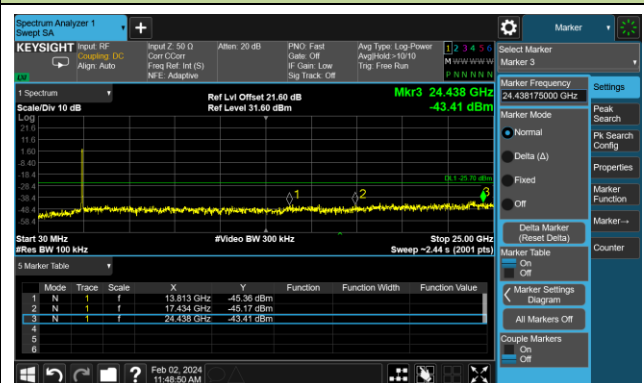 Spectrum Analyzer 1
Swept SA
+
Marker
KEYSIGHT
Input: RF
Coupling: DC
Align: Auto
Input Z: 50 Ω
Corr CCorr
Freq Ref: Int (S)
NFE: Adaptive
Atten: 20 dB
PNO: Fast
Gate: Off
IF Gain: Low
Sig Track: Off
Avg Type: Log-Power
Avg|Hold:>10/10
Trig: Free Run
1 2 3 4 5 6
M W W W W W
P N N N N N
Select Marker
Marker 3
1 Spectrum
Scale/Div 10 dB
Ref Lvl Offset 21.60 dB
Ref Level 31.60 dBm
Mkr3 24.438 GHz
-43.41 dBm
Log
21.6
11.6
1.60
-8.40
-18.4
-28.4
-38.4
-48.4
-58.4
DL1 -25.70 dBm
1
2
3
Start 30 MHz
#Res BW 100 kHz
#Video BW 300 kHz
Stop 25.00 GHz
Sweep ~2.44 s (2001 pts)
5 Marker Table
Mode Trace Scale X Y Function Function Width Function Value
1 N 1 f 13.813 GHz -45.36 dBm
2 N 1 f 17.434 GHz -45.17 dBm
3 N 1 f 24.438 GHz -43.41 dBm
4
5
6
Marker Frequency
24.438175000 GHz
Marker Mode
Normal
Delta (Δ)
Fixed
Off
Delta Marker
(Reset Delta)
Marker Table
On
Off
Marker Settings
Diagram
All Markers Off
Couple Markers
On
Off
Settings
Peak
Search
Pk Search
Config
Properties
Marker
Function
Marker→
Counter
?
Feb 02, 2024
11:48:50 AM